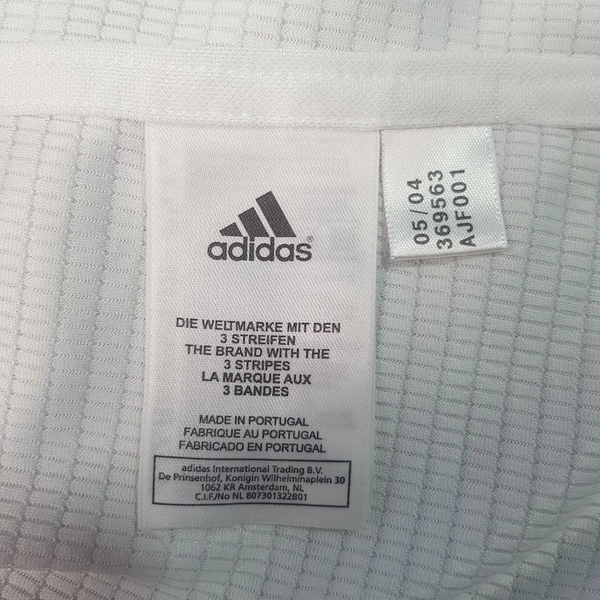 adidas®
DIE WELTMARKE MIT DEN
3 STREIFEN
THE BRAND WITH THE
3 STRIPES
LA MARQUE AUX
3 BANDES
MADE IN PORTUGAL
FABRIQUE AU PORTUGAL
FABRICADO EN PORTUGAL
adidas International Trading B.V.
De Prinsenhof, Konigin Wilhelminaplein 30
1062 KR Amsterdam, NL
C.I.F/No NL 807301322B01
05/04
369563
AJF001